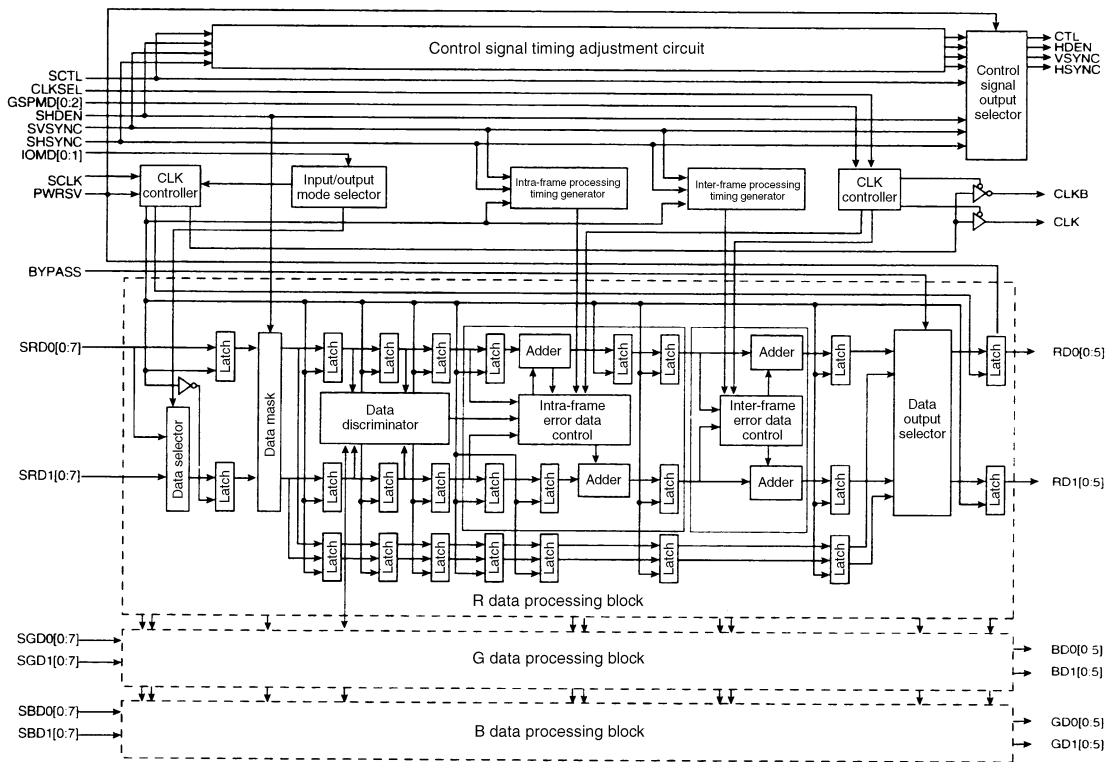 Control signal timing adjustment circuit
CTL
HDEN
VSYNC
HSYNC
Control
signal
output
selector
SCTL
CLKSEL
GSPMD[0:2]
SHDEN
SVSYNC
SHSYNC
IOMD[0:1]
SCLK
PWRSV
CLK
controller
Input/output
mode selector
Intra-frame processing
timing generator
Inter-frame processing
timing generator
CLK
controller
CLKB
CLK
BYPASS
SRD0[0:7]
SRD1[0:7]
Latch
Data selector
Latch
Data mask
Latch
Latch
Latch
Latch
Adder
Latch
Latch
Adder
Latch
Data
discriminator
Intra-frame
error data
control
Inter-frame
error data
control
Data
output
selector
Latch
RD0[0:5]
Latch
Latch
Latch
Latch
Latch
Adder
Latch
Adder
Latch
Latch
RD1[0:5]
Latch
Latch
Latch
Latch
Latch
Latch
Latch
R data processing block
SGD0[0:7]
SGD1[0:7]
G data processing block
BD0[0:5]
BD1[0:5]
SBD0[0:7]
SBD1[0:7]
B data processing block
GD0[0:5]
GD1[0:5]